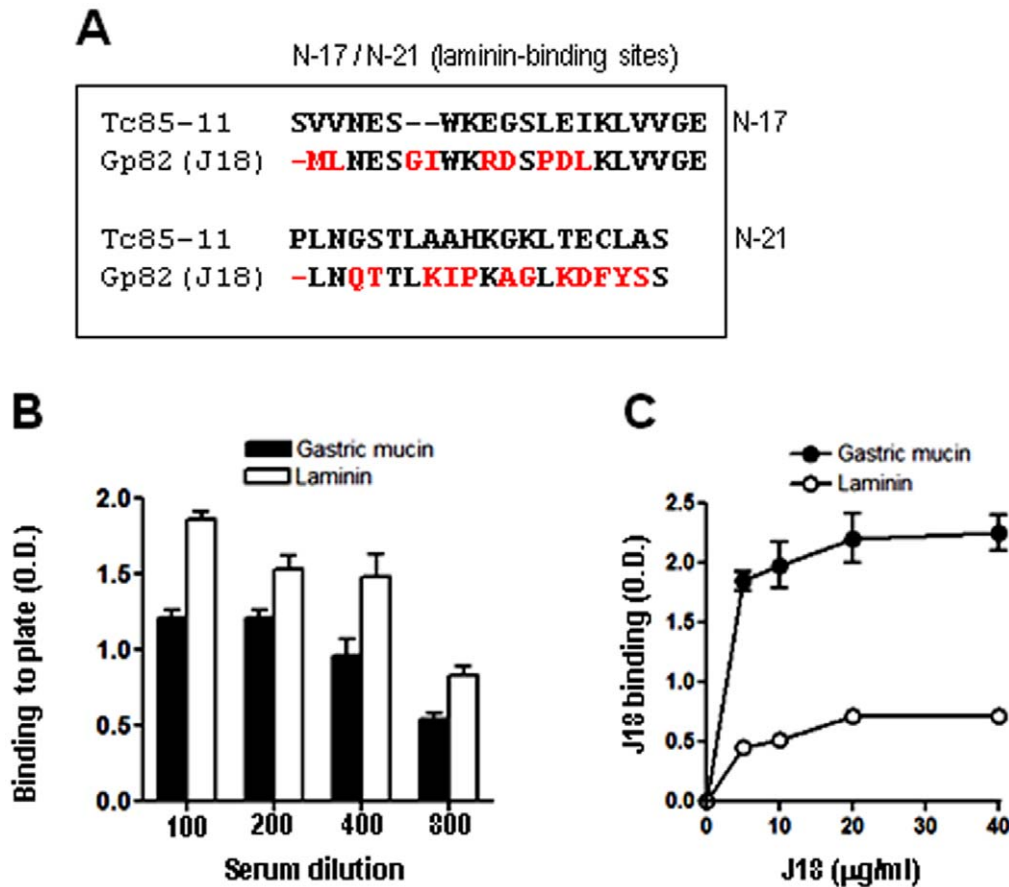 A
N-17 / N-21 (laminin-binding sites)
Tc85-11 SVVNES--WKEGSLEIKLVVGE N-17
Gp82 (J18) -MLNESGIWKRDSPDLKLVVGE
Tc85-11 PLNGSTLAAHKGKLTECLAS N-21
Gp82 (J18) -LNQTTLKIPKAGLKDFYSS
B
Gastric mucin
Laminin
Binding to plate (O.D.)
2.0
1.5
1.0
0.5
0.0
100 200 400 800
Serum dilution
C
Gastric mucin
Laminin
J18 binding (O.D.)
2.5
2.0
1.5
1.0
0.5
0.0
0 10 20 30 40
J18 (µg/ml)